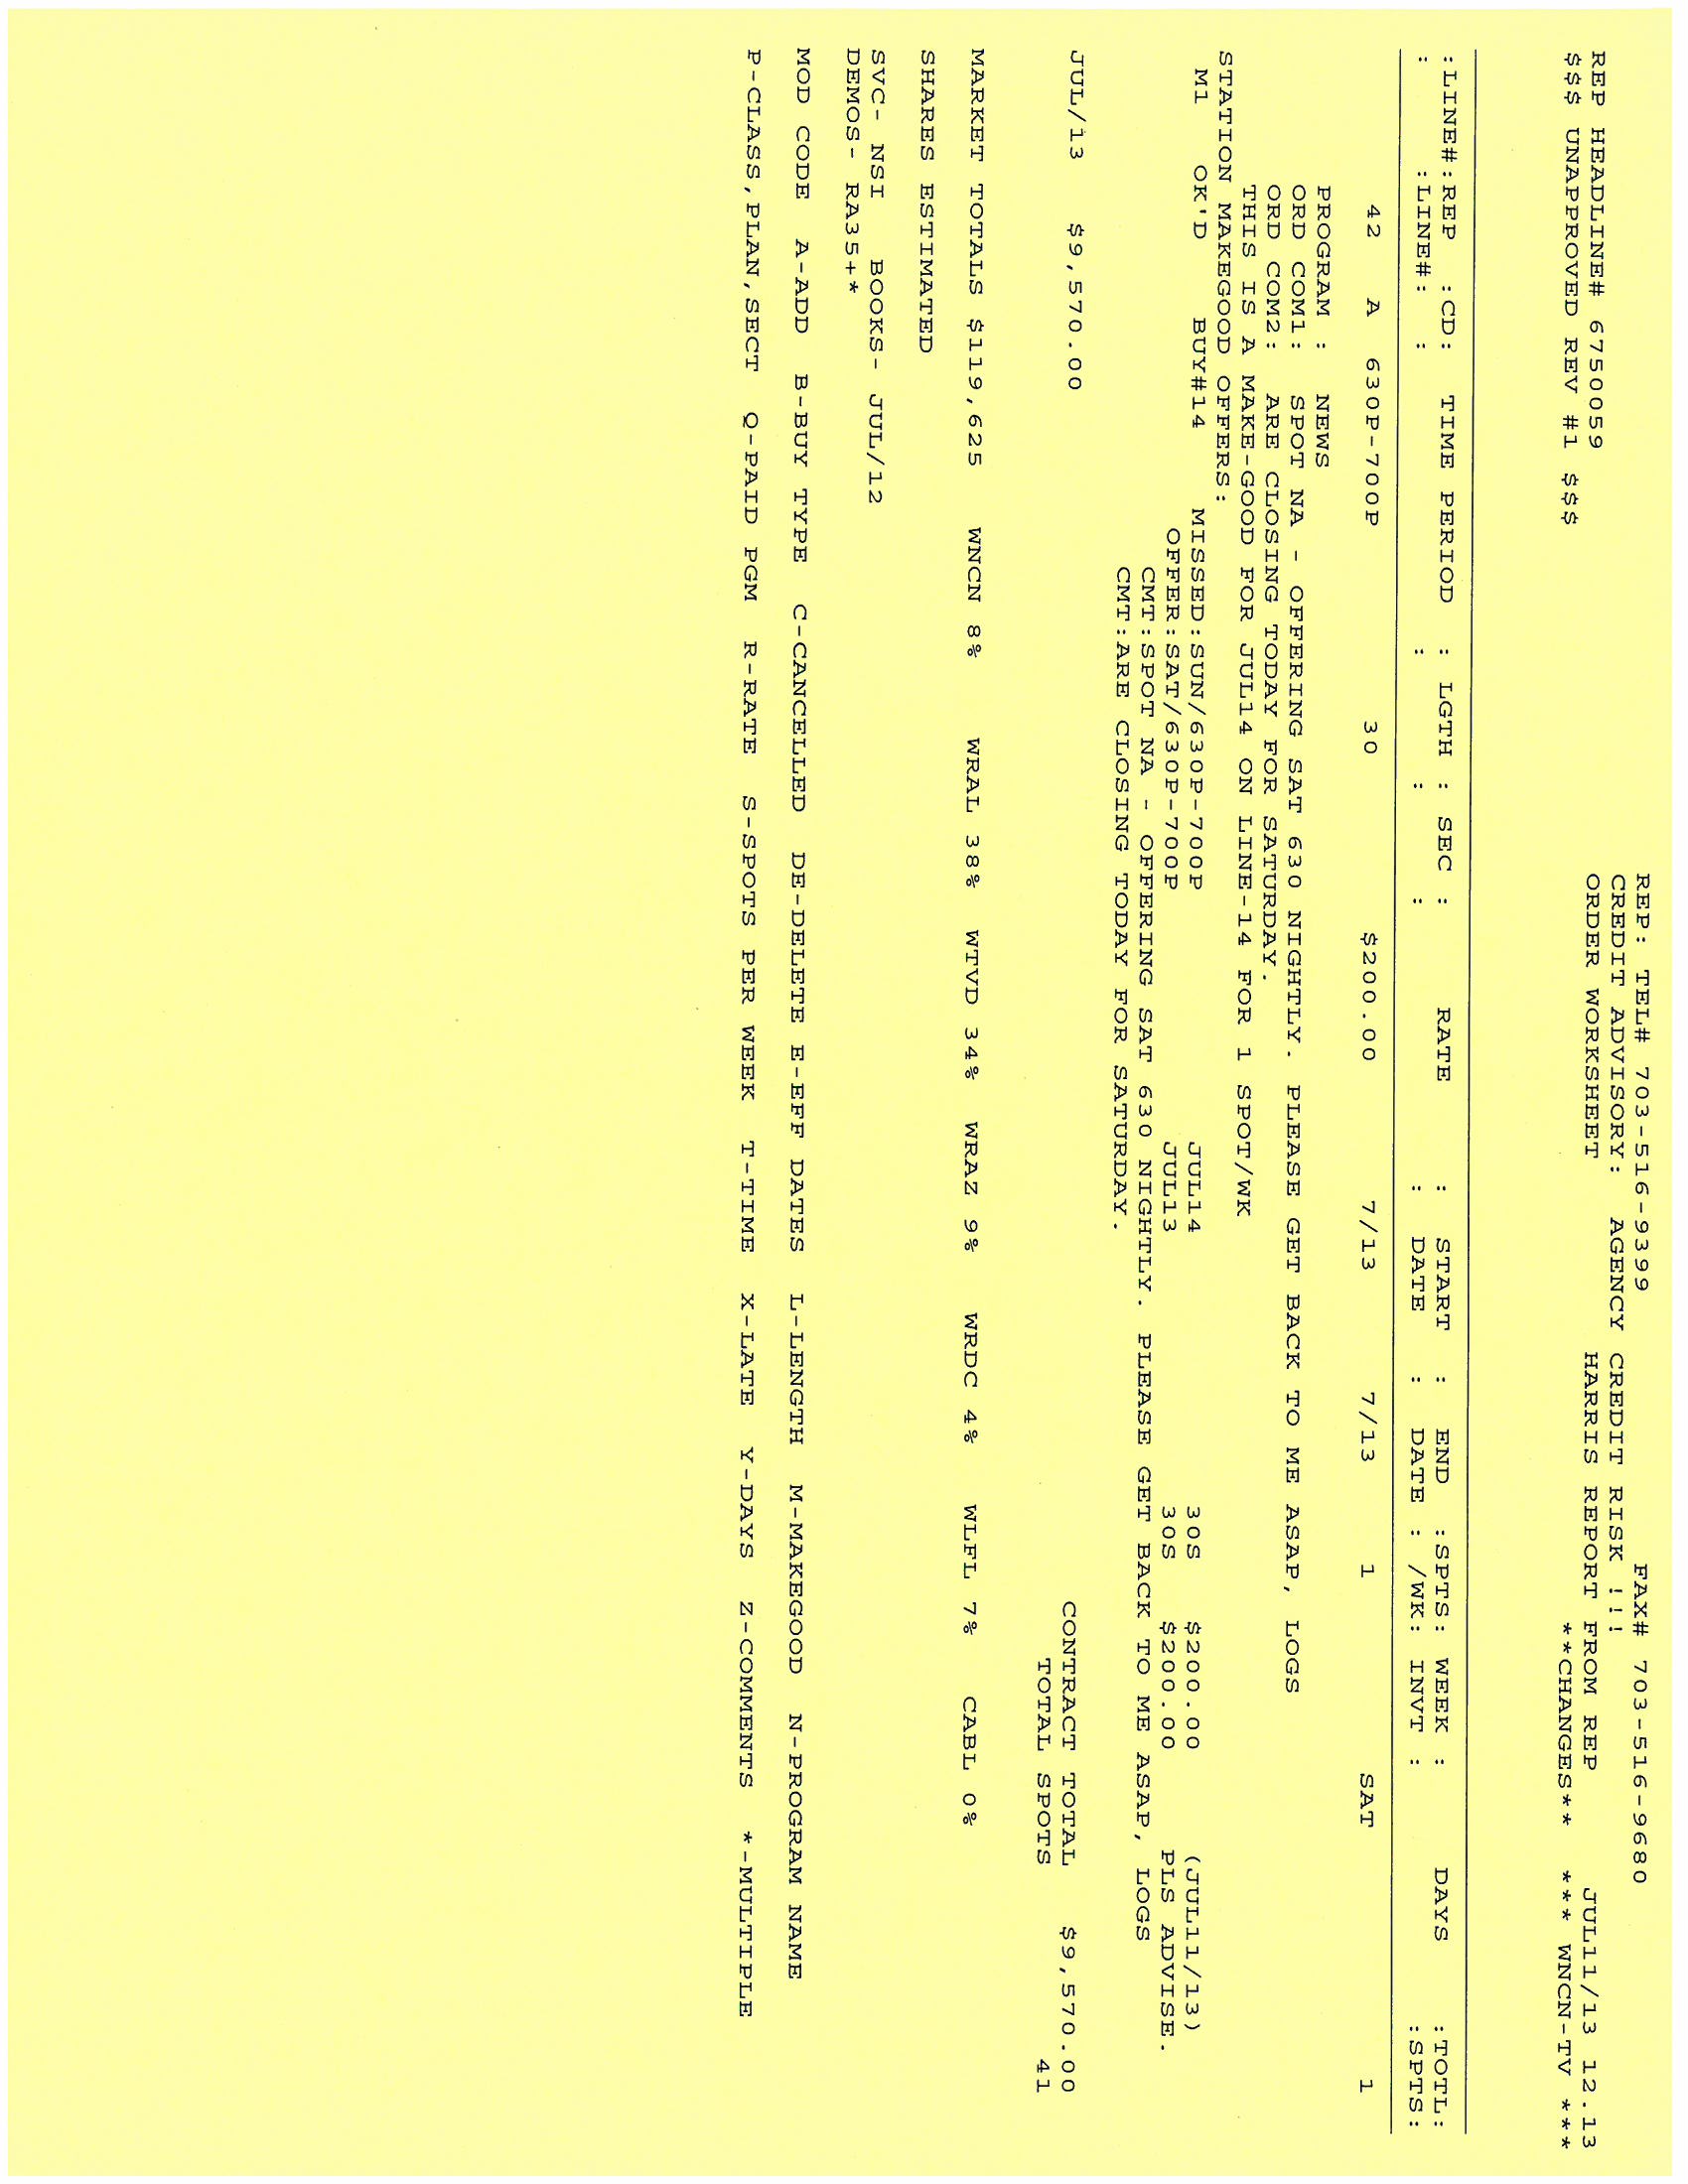 REP: TEL# 703-516-9399 FAX# 703-516-9680
CREDIT ADVISORY: AGENCY CREDIT RISK !!!
ORDER WORKSHEET HARRIS REPORT FROM REP JUL11/13 12.13
REP HEADLINE# 6750059
$$$ UNAPPROVED REV #1 $$$ **CHANGES** *** WNCN-TV ***
:LINE#:REP :CD: TIME PERIOD : LGTH : SEC : RATE : START : END :SPTS: WEEK : DAYS :TOTL:
: :LINE#: : : : : : DATE : DATE : /WK: INVT : :SPTS:
42 A 630P-700P 30 $200.00 7/13 7/13 1 SAT 1
PROGRAM : NEWS
ORD COM1: SPOT NA - OFFERING SAT 630 NIGHTLY. PLEASE GET BACK TO ME ASAP, LOGS
ORD COM2: ARE CLOSING TODAY FOR SATURDAY.
THIS IS A MAKE-GOOD FOR JUL14 ON LINE-14 FOR 1 SPOT/WK
STATION MAKEGOOD OFFERS:
M1 OK'D BUY#14 MISSED:SUN/630P-700P JUL14 30S $200.00 (JUL11/13)
OFFER:SAT/630P-700P JUL13 30S $200.00 PLS ADVISE.
CMT:SPOT NA - OFFERING SAT 630 NIGHTLY. PLEASE GET BACK TO ME ASAP, LOGS
CMT:ARE CLOSING TODAY FOR SATURDAY.
JUL/13 $9,570.00 CONTRACT TOTAL $9,570.00
TOTAL SPOTS 41
MARKET TOTALS $119,625 WNCN 8% WRAL 38% WTVD 34% WRAZ 9% WRDC 4% WLFL 7% CABL 0%
SHARES ESTIMATED
SVC- NSI BOOKS- JUL/12
DEMOS- RA35+*
MOD CODE A-ADD B-BUY TYPE C-CANCELLED DE-DELETE E-EFF DATES L-LENGTH M-MAKEGOOD N-PROGRAM NAME
P-CLASS,PLAN,SECT Q-PAID PGM R-RATE S-SPOTS PER WEEK T-TIME X-LATE Y-DAYS Z-COMMENTS *-MULTIPLE